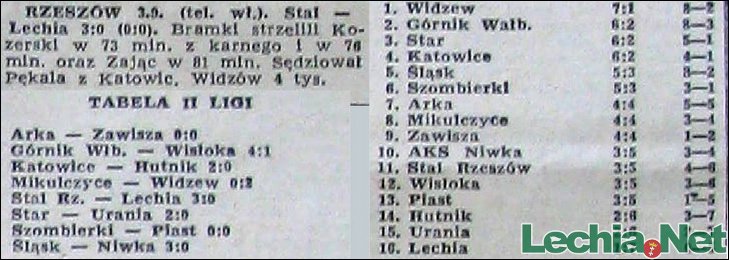 RZESZÓW 3.9. (tel. wł.). Stal —
Lechia 3:0 (0:0). Bramki strzelili Ko-
zerski w 73 min. z karnego i w 76
min. oraz Zając w 81 min. Sędziował
Pękala z Katowic. Widzów 4 tys.
TABELA II LIGI
Arka — Zawisza 0:0
Górnik Wlb. — Wisłoka 4:1
Katowice — Hutnik 2:0
Mikulczyce — Widzew 0:2
Stal Rz. — Lechia 3:0
Star — Urania 2:0
Szombierki — Piast 0:0
Śląsk — Niwka 3:0
1. Widzew 7:1 8—2
2. Górnik Wałb. 6:2 8—3
3. Star 6:2 5—1
4. Katowice 6:2 4—1
5. Śląsk 5:3 8—2
6. Szombierki 5:3 3—1
7. Arka 4:4 5—5
8. Mikulczyce 4:4 3—4
9. Zawisza 4:4 1—2
10. AKS Niwka 3:5 3—4
11. Stal Rzeszów 3:5 4—6
12. Wisłoka 3:5 3—6
13. Piast 3:5 1—5
14. Hutnik 2:6 3—7
15. Urania
16. Lechia
Lechia.Net